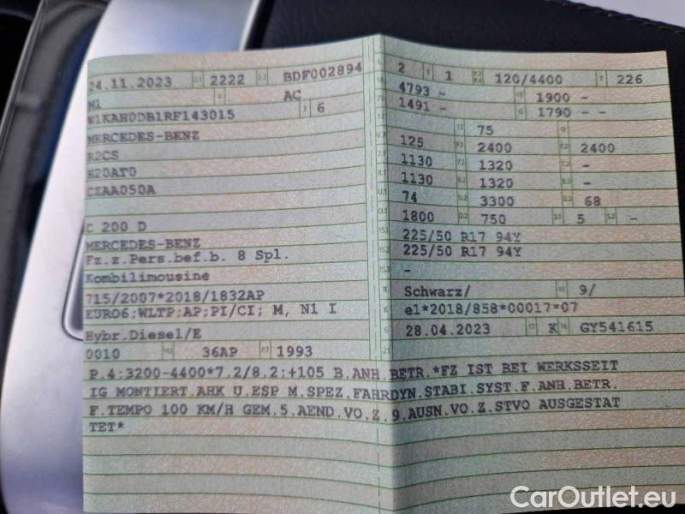 24.11.2023 2222 BDF002894
M1 AC
W1KAH0DB1RF143015 6
MERCEDES-BENZ
R2CS
H20AT0
CZAA050A
C 200 D
MERCEDES-BENZ
Fz.z.Pers.bef.b. 8 Spl.
Kombilimousine
715/2007*2018/1832AP
EURO6;WLTP;AP;PI/CI; M, N1 I
Hybr.Diesel/E
0010 36AP 1993
2 1 120/4400 226
4793 - 1900 -
1491 - 1790 --
75
125 2400 2400
1130 1320 -
1130 1320 -
74 3300 68
1800 750 5 -
225/50 R17 94Y
225/50 R17 94Y
-
-
Schwarz/ 9/
e1*2018/858*00017*07
28.04.2023 K GY541615
P.4:3200-4400*7.2/8.2:+105 B.ANH BETR.*FZ IST BEI WERKSSEIT
IG MONTIERT.AHK U.ESP M.SPEZ.FAHRDYN.STABI.SYST.F.ANH.BETR.
F.TEMPO 100 KM/H GEM.5.AEND.VO.Z.9.AUSN.VO.Z.STVO AUSGESTAT
TET*
CarOutlet.eu